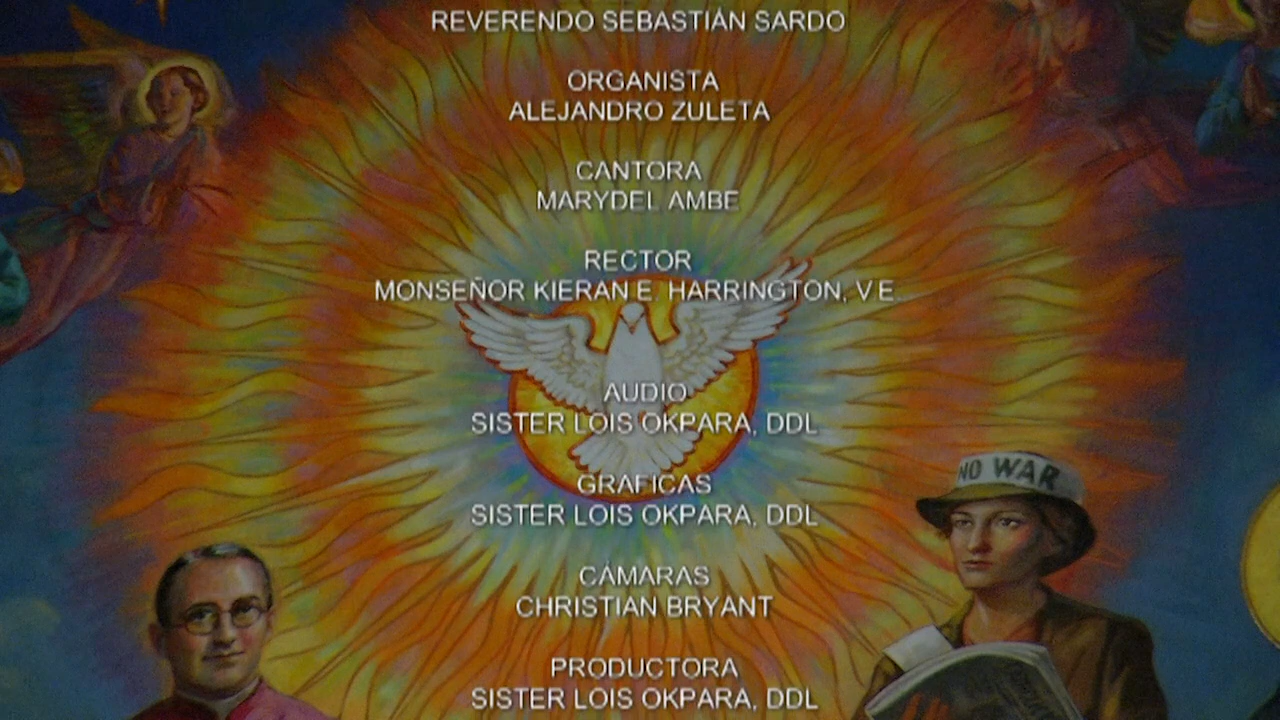 REVERENDO SEBASTIÁN SARDO
ORGANISTA
ALEJANDRO ZULETA
CANTORA
MARYDEL AMBE
RECTOR
MONSEÑOR KIERAN E. HARRINGTON, V.E.
AUDIO
SISTER LOIS OKPARA, DDL
GRAFICAS
SISTER LOIS OKPARA, DDL
CÁMARAS
CHRISTIAN BRYANT
PRODUCTORA
SISTER LOIS OKPARA, DDL
NO WAR